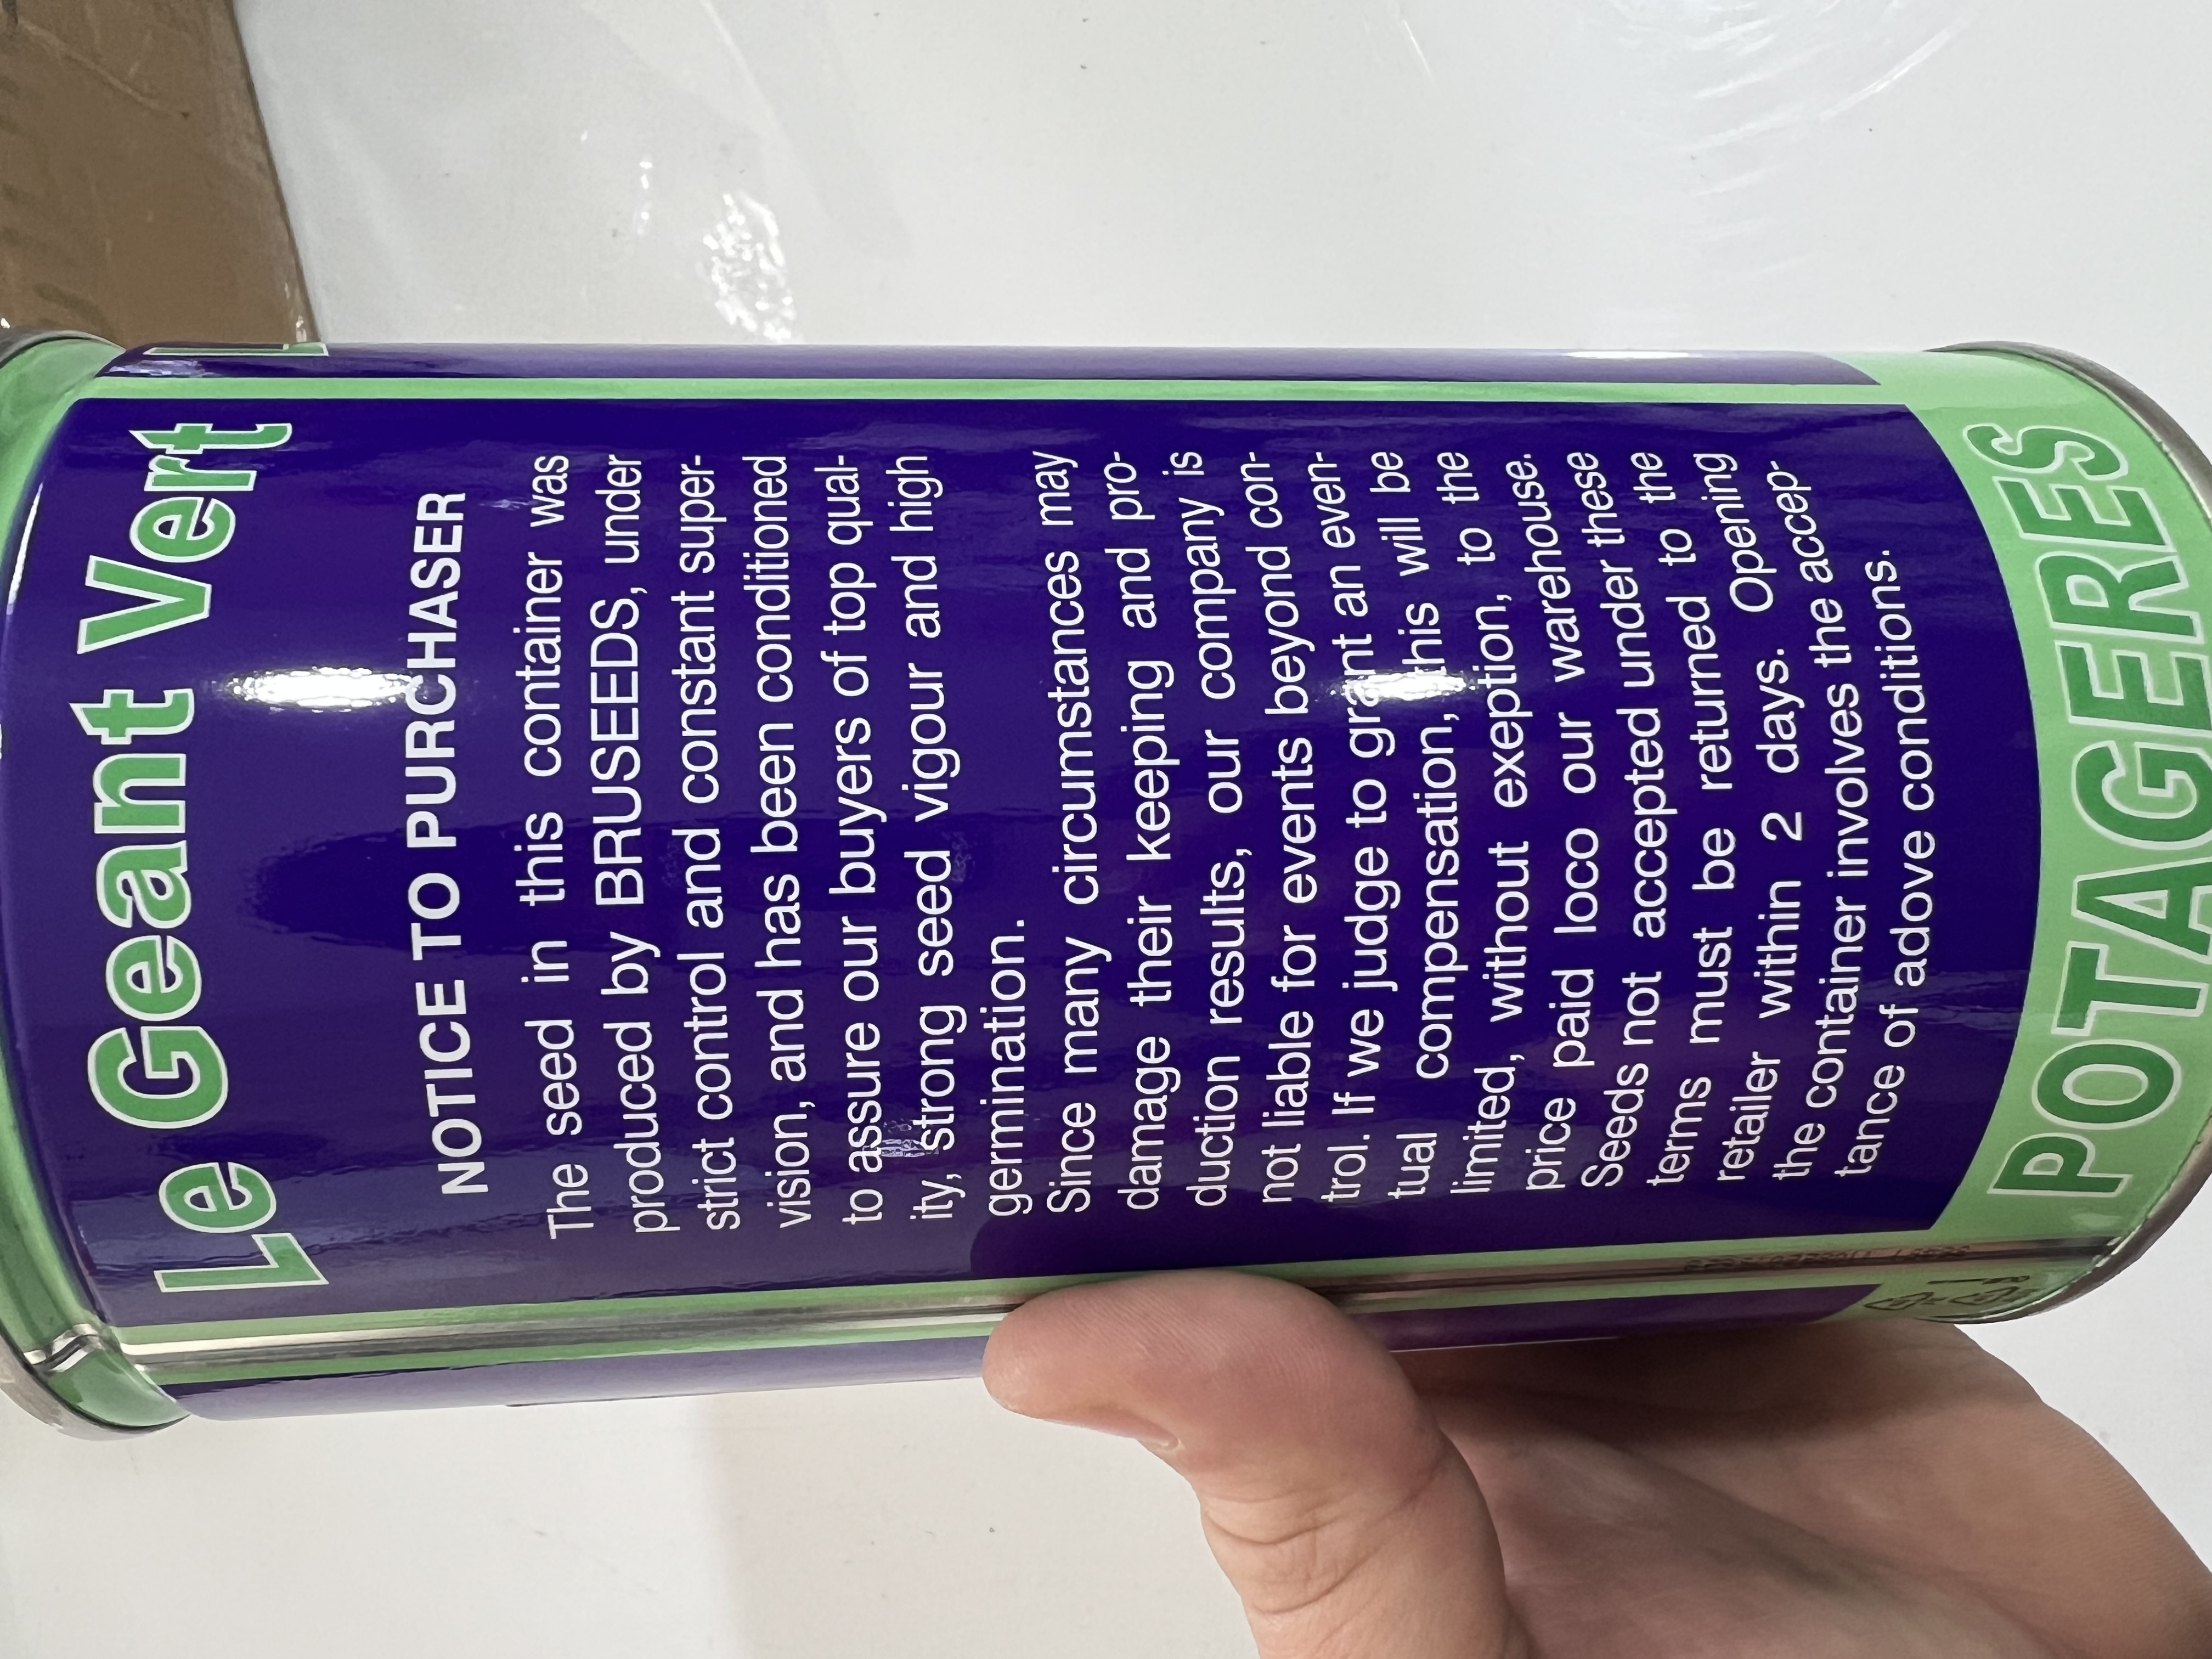 Le Geant Vert
NOTICE TO PURCHASER
The seed in this container was
produced by BRUSEEDS, under
strict control and constant super-
vision, and has been conditioned
to assure our buyers of top qual-
ity, strong seed vigour and high
germination.
Since many circumstances may
damage their keeping and pro-
duction results, our company is
not liable for events beyond con-
trol. If we judge to grant an even-
tual compensation, this will be
limited, without exeption, to the
price paid loco our warehouse.
Seeds not accepted under these
terms must be returned to the
retailer within 2 days. Opening
the container involves the accep-
tance of adove conditions.
POTAGERES